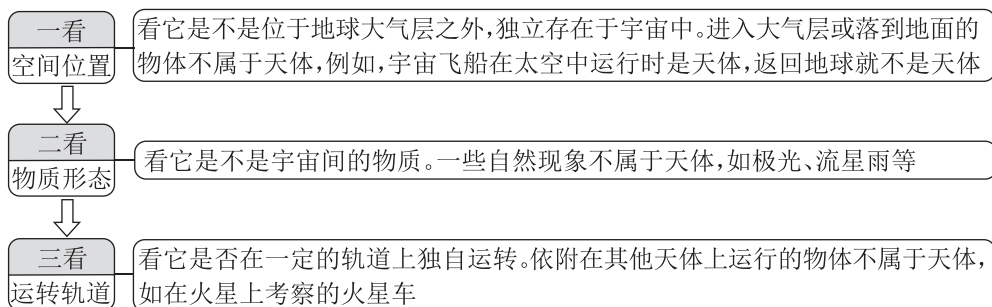 一看
空间位置
看它是不是位于地球大气层之外,独立存在于宇宙中。进入大气层或落到地面的
物体不属于天体,例如,宇宙飞船在太空中运行时是天体,返回地球就不是天体
二看
物质形态
看它是不是宇宙间的物质。一些自然现象不属于天体,如极光、流星雨等
三看
运转轨道
看它是否在一定的轨道上独自运转。依附在其他天体上运行的物体不属于天体,
如在火星上考察的火星车